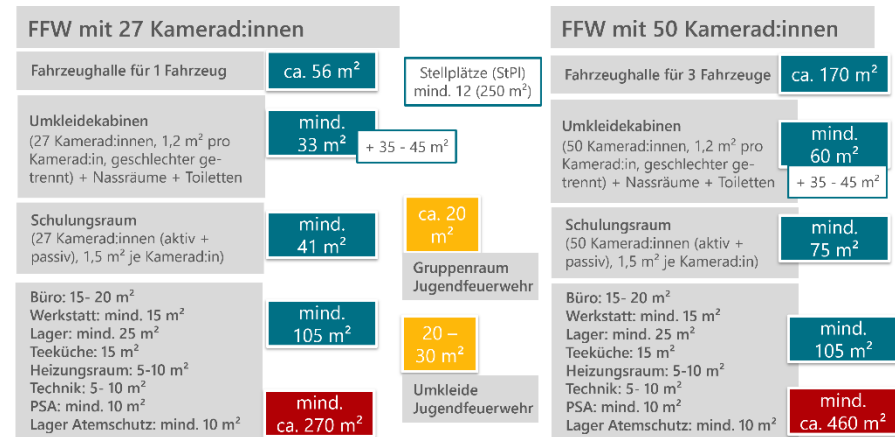 FFW mit 27 Kamerad:innen
Fahrzeughalle für 1 Fahrzeug
ca. 56 m²
Umkleidekabinen
(27 Kamerad:innen, 1,2 m² pro
Kamerad:in, geschlechter ge-
trennt) + Nassräume + Toiletten
mind.
33 m²
+ 35 - 45 m²
Schulungsraum
(27 Kamerad:innen (aktiv +
passiv), 1,5 m² je Kamerad:in)
mind.
41 m²
Büro: 15- 20 m²
Werkstatt: mind. 15 m²
Lager: mind. 25 m²
Teeküche: 15 m²
Heizungsraum: 5-10 m²
Technik: 5- 10 m²
PSA: mind. 10 m²
Lager Atemschutz: mind. 10 m²
mind.
105 m²
mind.
ca. 270 m²
Stellplätze (StPl)
mind. 12 (250 m²)
ca. 20
m²
Gruppenraum
Jugendfeuerwehr
20 –
30 m²
Umkleide
Jugendfeuerwehr
FFW mit 50 Kamerad:innen
Fahrzeughalle für 3 Fahrzeuge
ca. 170 m²
Umkleidekabinen
(50 Kamerad:innen, 1,2 m² pro
Kamerad:in, geschlechter ge-
trennt) + Nassräume + Toiletten
mind.
60 m²
+ 35 - 45 m²
Schulungsraum
(50 Kamerad:innen (aktiv +
passiv), 1,5 m² je Kamerad:in)
mind.
75 m²
Büro: 15- 20 m²
Werkstatt: mind. 15 m²
Lager: mind. 25 m²
Teeküche: 15 m²
Heizungsraum: 5-10 m²
Technik: 5- 10 m²
PSA: mind. 10 m²
Lager Atemschutz: mind. 10 m²
mind.
105 m²
mind.
ca. 460 m²